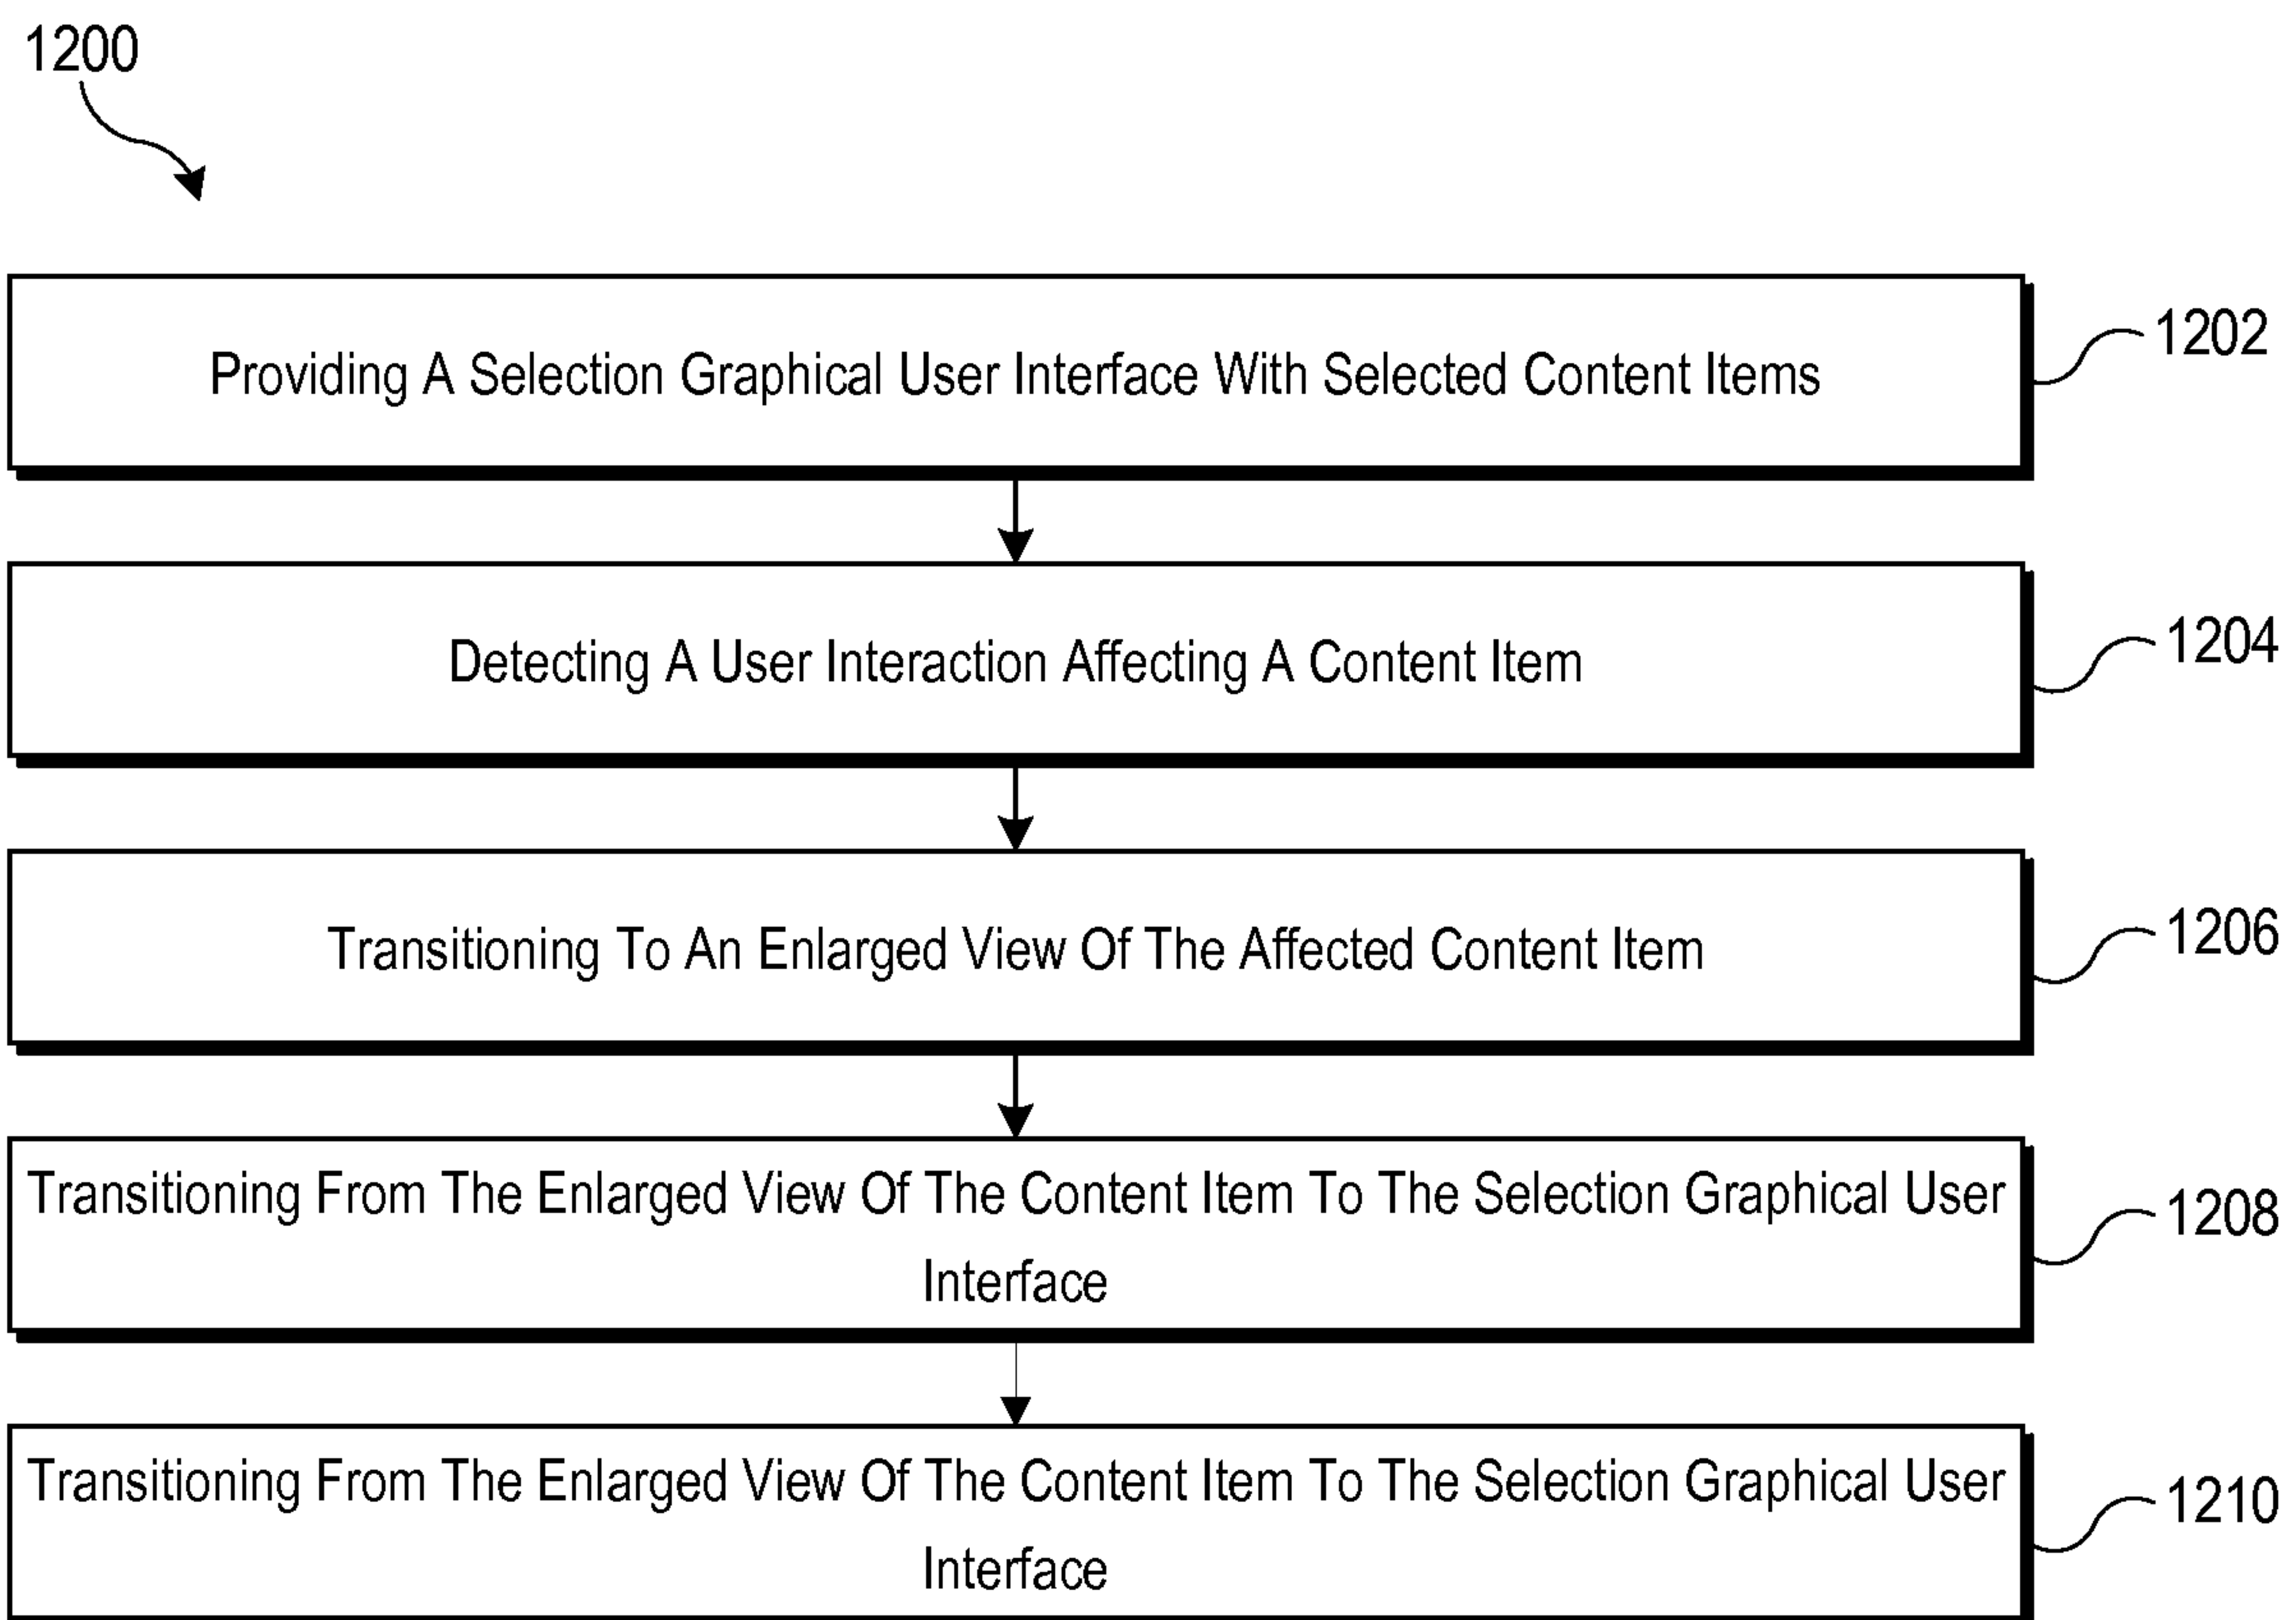 1200
Providing A Selection Graphical User Interface With Selected Content Items
1202
Detecting A User Interaction Affecting A Content Item
1204
Transitioning To An Enlarged View Of The Affected Content Item
1206
Transitioning From The Enlarged View Of The Content Item To The Selection Graphical User
Interface
1208
Transitioning From The Enlarged View Of The Content Item To The Selection Graphical User
Interface
1210